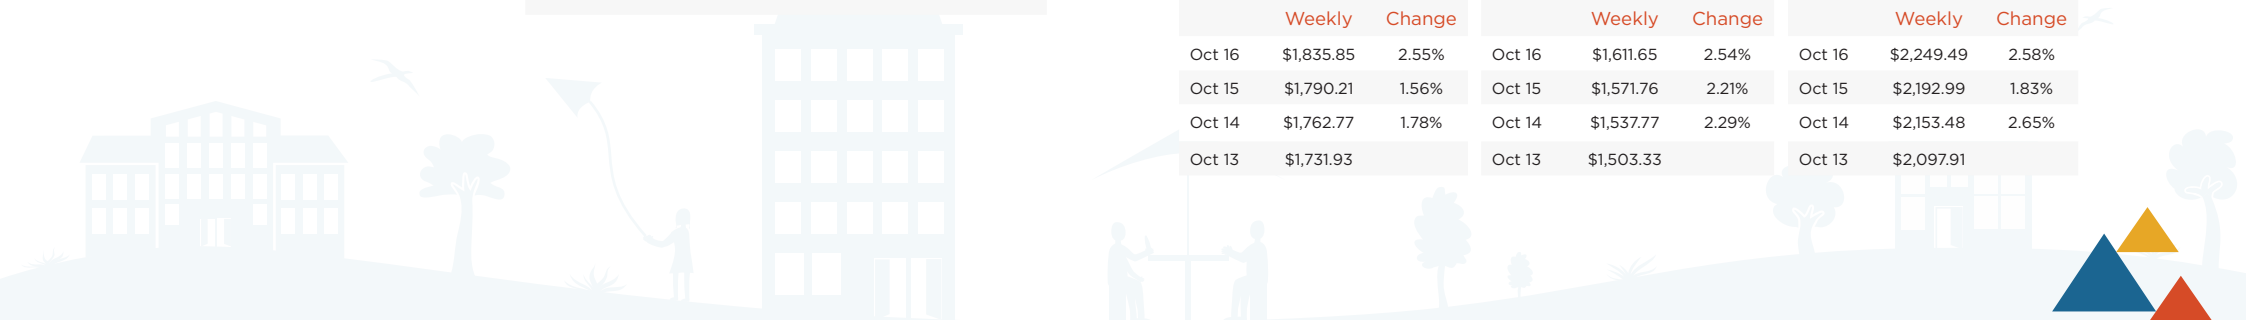 Weekly Change Weekly Change Weekly Change
Oct 16 $1,835.85 2.55% Oct 16 $1,611.65 2.54% Oct 16 $2,249.49 2.58%
Oct 15 $1,790.21 1.56% Oct 15 $1,571.76 2.21% Oct 15 $2,192.99 1.83%
Oct 14 $1,762.77 1.78% Oct 14 $1,537.77 2.29% Oct 14 $2,153.48 2.65%
Oct 13 $1,731.93 Oct 13 $1,503.33 Oct 13 $2,097.91